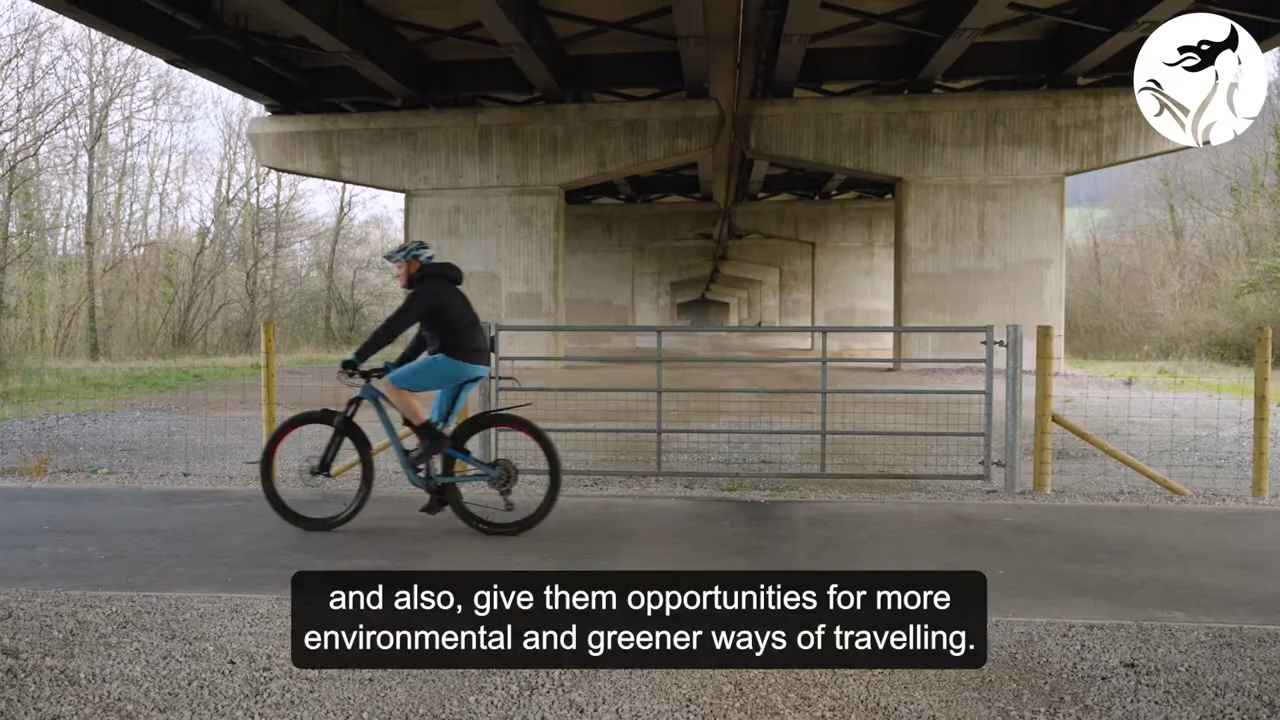 and also, give them opportunities for more
environmental and greener ways of travelling.